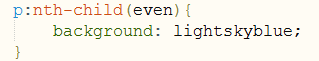 p:nth-child(even){
    background: lightskyblue;
}